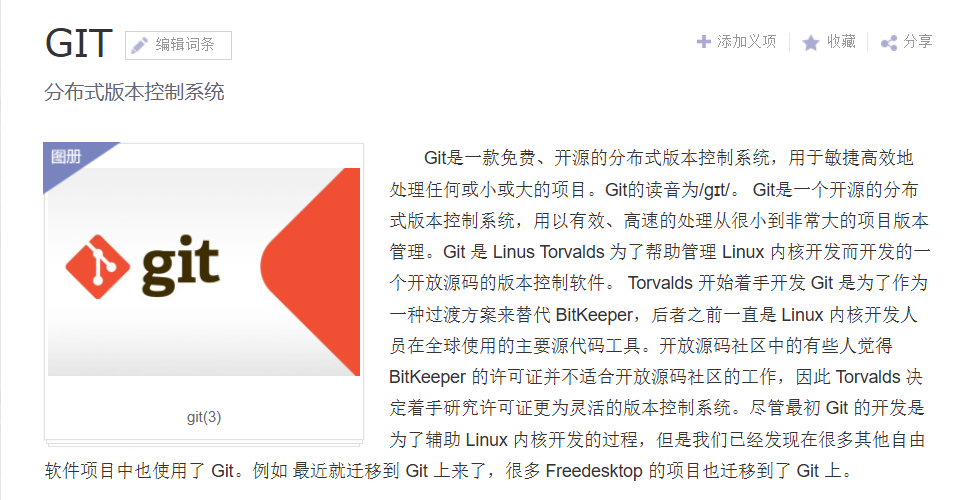 GIT 编辑词条
添加义项 收藏 分享
分布式版本控制系统
图册
git
git(3)
Git是一款免费、开源的分布式版本控制系统，用于敏捷高效地
处理任何或小或大的项目。Git的读音为/gɪt/。 Git是一个开源的分布
式版本控制系统，用以有效、高速的处理从很小到非常大的项目版本
管理。Git 是 Linus Torvalds 为了帮助管理 Linux 内核开发而开发的一
个开放源码的版本控制软件。 Torvalds 开始着手开发 Git 是为了作为
一种过渡方案来替代 BitKeeper，后者之前一直是 Linux 内核开发人
员在全球使用的主要源代码工具。开放源码社区中的有些人觉得
BitKeeper 的许可证并不适合开放源码社区的工作，因此 Torvalds 决
定着手研究许可证更为灵活的版本控制系统。尽管最初 Git 的开发是
为了辅助 Linux 内核开发的过程，但是我们已经发现在很多其他自由
软件项目中也使用了 Git。例如 最近就迁移到 Git 上来了，很多 Freedesktop 的项目也迁移到了 Git 上。